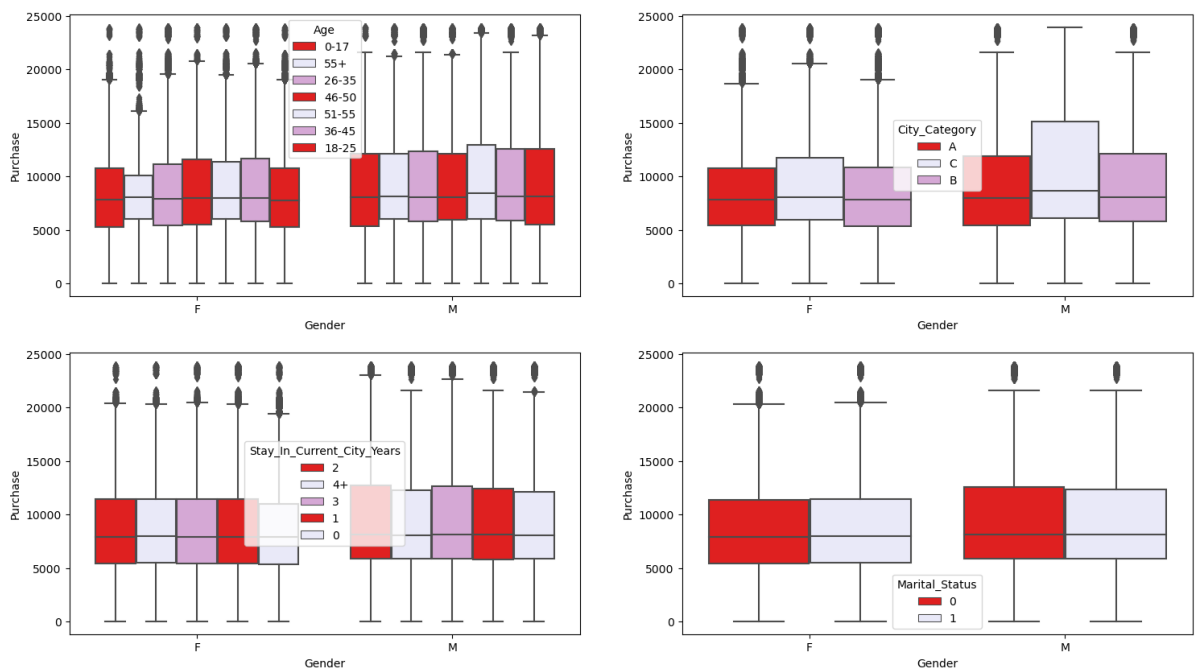 25000
20000
15000
10000
5000
0
Purchase
F
M
Gender
Age
0-17
55+
26-35
46-50
51-55
36-45
18-25
25000
20000
15000
10000
5000
0
Purchase
F
M
Gender
City_Category
A
C
B
25000
20000
15000
10000
5000
0
Purchase
F
M
Gender
Stay_In_Current_City_Years
2
4+
3
1
0
25000
20000
15000
10000
5000
0
Purchase
F
M
Gender
Marital_Status
0
1